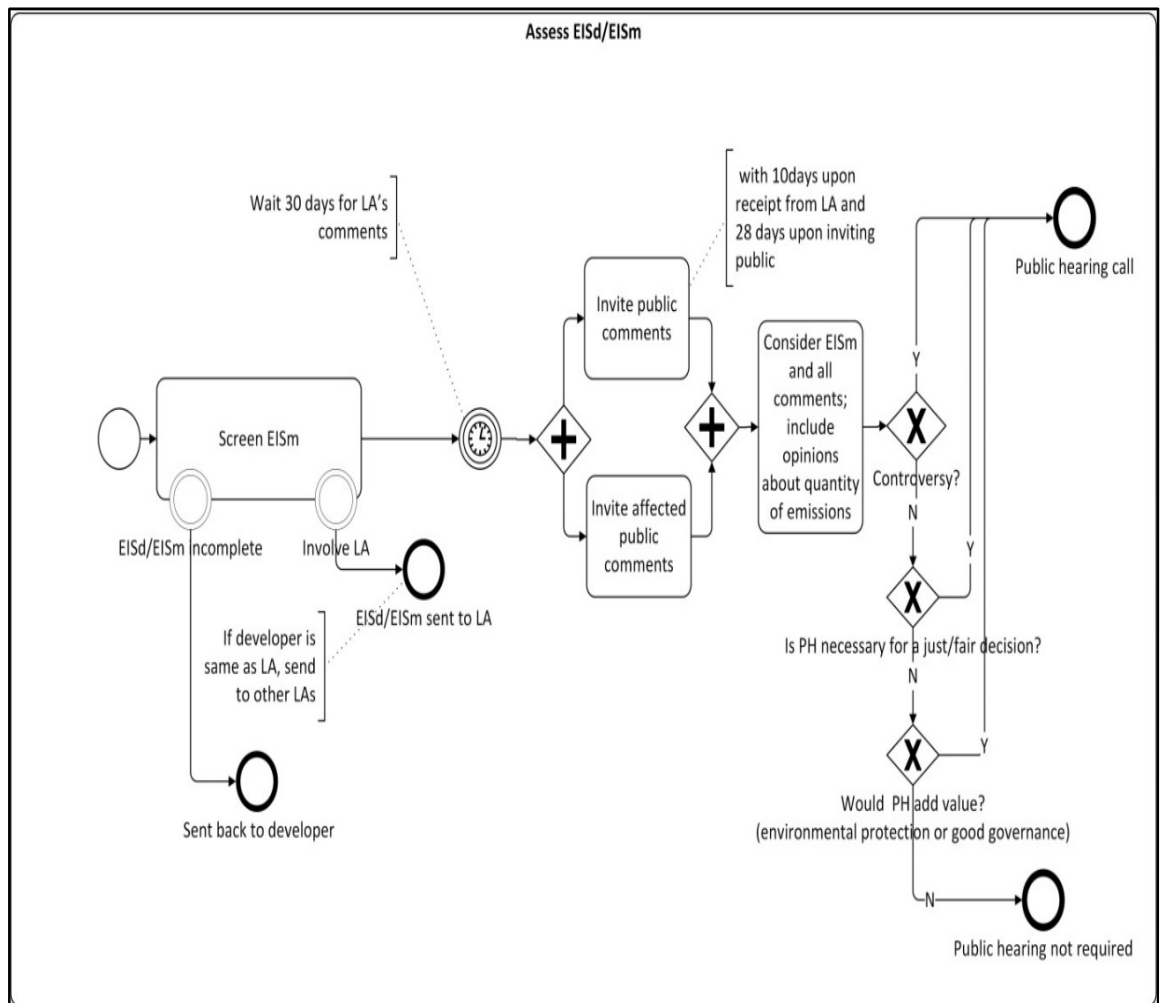 Assess EISd/EISm
Wait 30 days for LA's
comments
with 10days upon
receipt from LA and
28 days upon inviting
public
Public hearing call
Invite public
comments
Consider EISm
and all
comments;
include
opinions
about quantity
of emissions
Y
Screen EISm
Controversy?
Invite affected
public
comments
N
EISd/EISm incomplete
Involve LA
Y
EISd/EISm sent to LA
If developer is
same as LA, send
to other LAs
Is PH necessary for a just/fair decision?
N
Y
Would PH add value?
(environmental protection or good governance)
Sent back to developer
N
Public hearing not required